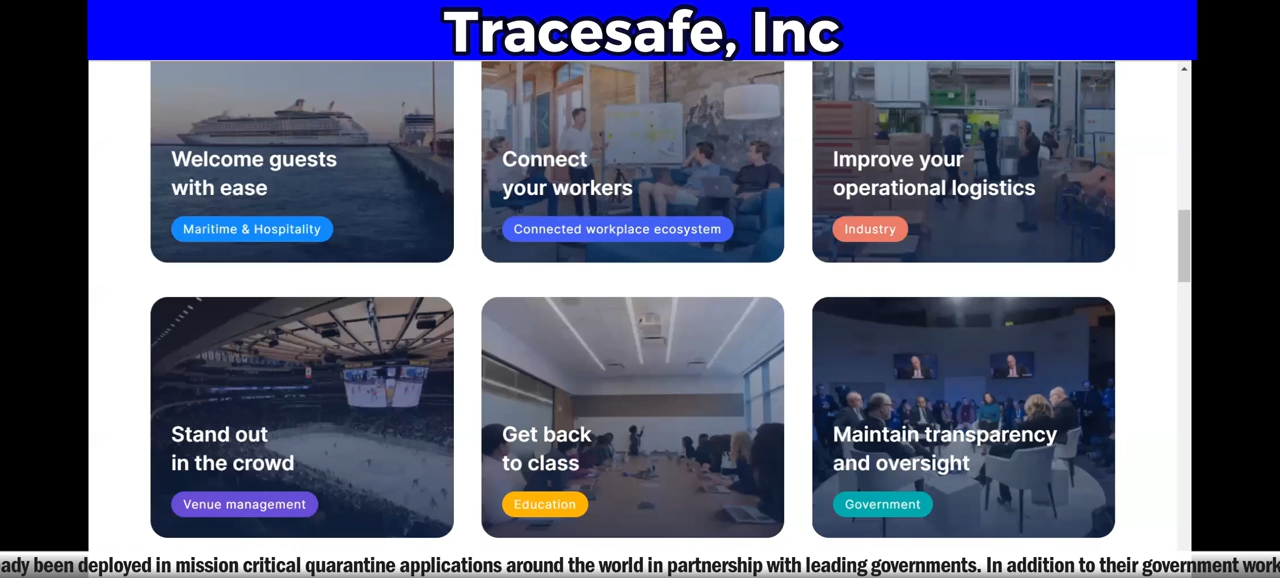 Tracesafe, Inc
Welcome guests
with ease
Maritime & Hospitality
Connect
your workers
Connected workplace ecosystem
Improve your
operational logistics
Industry
Stand out
in the crowd
Venue management
Get back
to class
Education
Maintain transparency
and oversight
Government
ady been deployed in mission critical quarantine applications around the world in partnership with leading governments. In addition to their government work